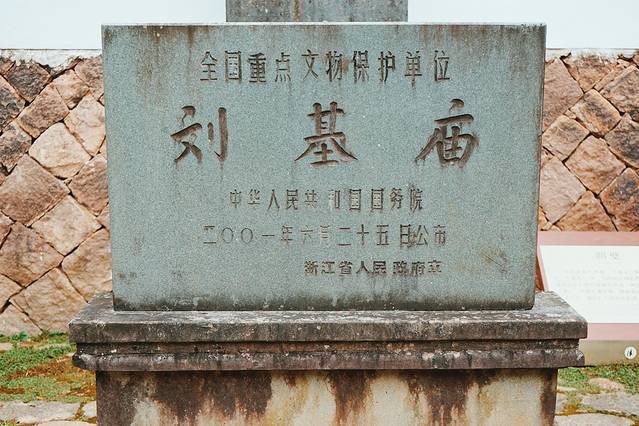 全国重点文物保护单位
刘基庙
中华人民共和国国务院
二〇〇一年六月二十五日公布
浙江省人民政府立